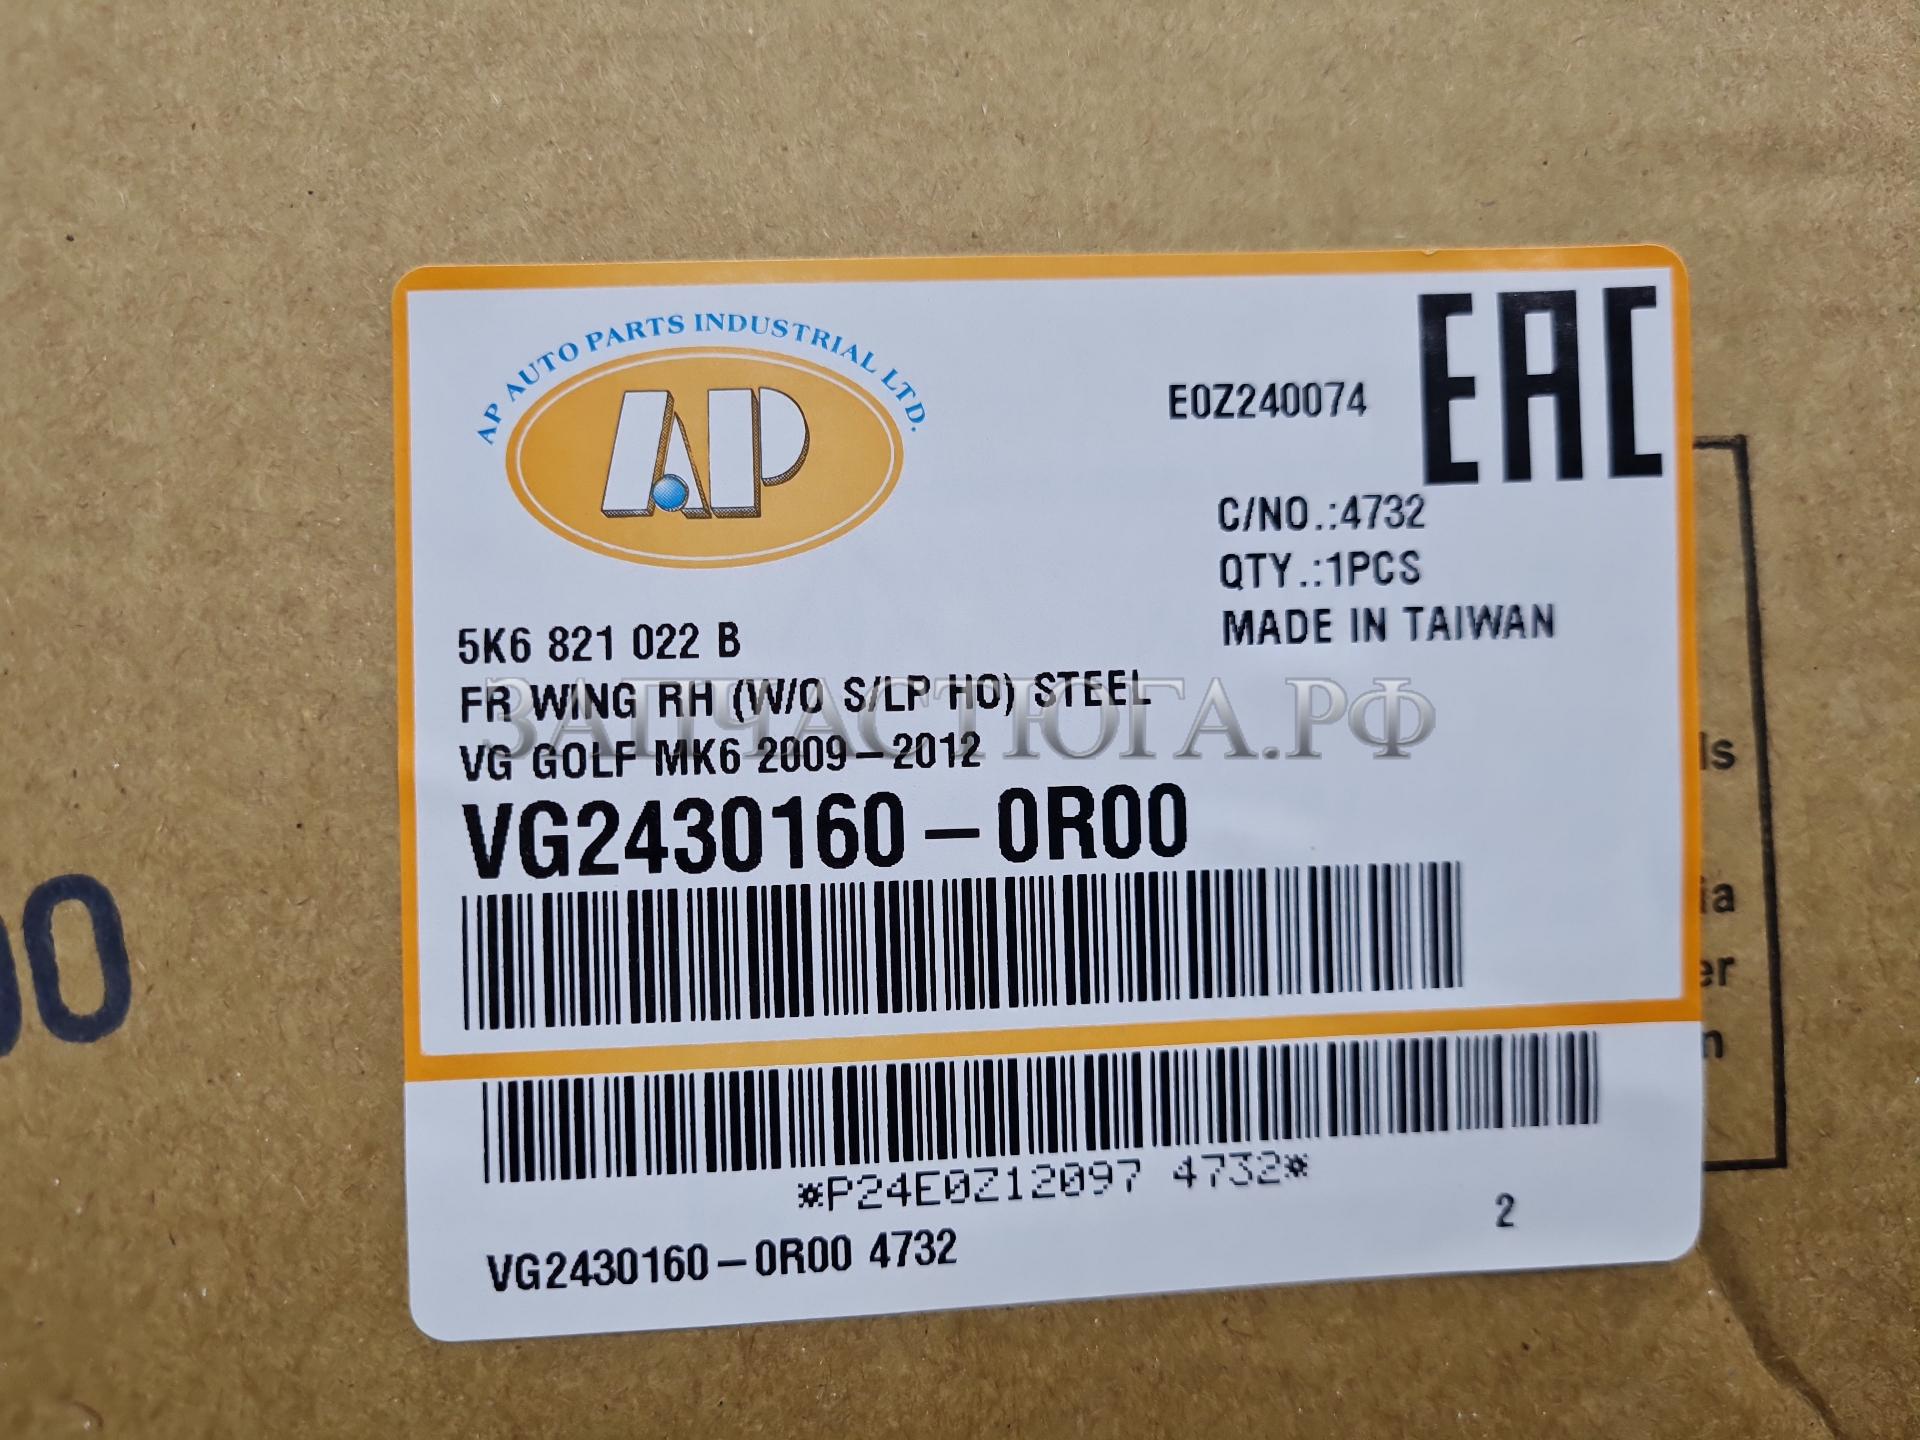 AP AUTO PARTS INDUSTRIAL LTD.
AP
E0Z240074
EAC
C/NO.:4732
QTY.:1PCS
MADE IN TAIWAN
5K6 821 022 B
FR WING RH (W/O S/LP HO) STEEL
ЗАПЧАСТЮГА.РФ
VG GOLF MK6 2009-2012
VG2430160-0R00
*P24E0Z12097 4732*
2
VG2430160-0R00 4732